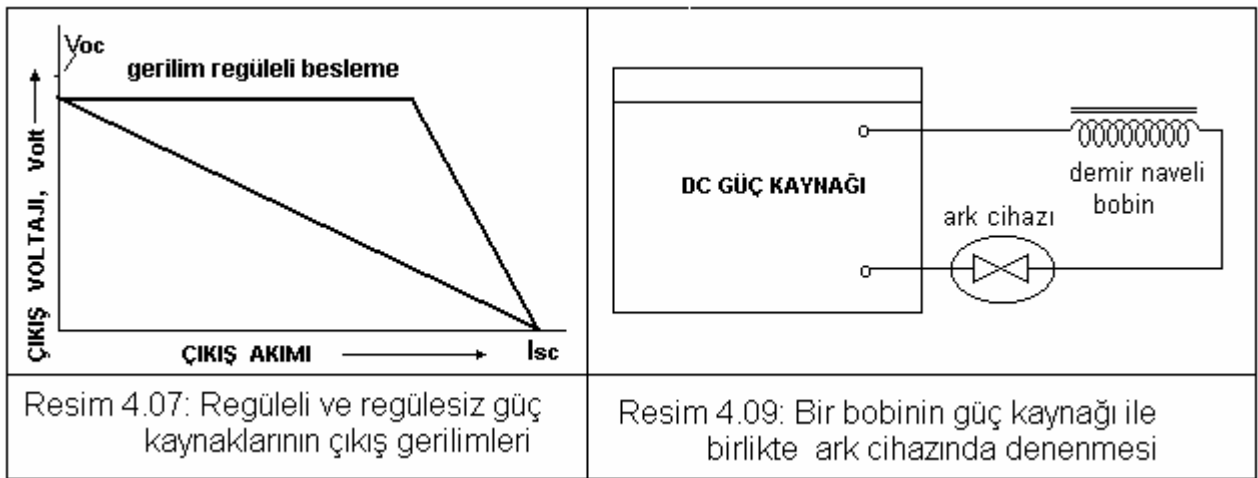 Voc
gerilim regüleli besleme
ÇIKIŞ VOLTAJI, Volt
ÇIKIŞ AKIMI
Isc
DC GÜÇ KAYNAĞI
demir naveli
bobin
ark cihazı
Resim 4.07: Regüleli ve regülesiz güç
kaynaklarının çıkış gerilimleri
Resim 4.09: Bir bobinin güç kaynağı ile
birlikte ark cihazında denenmesi